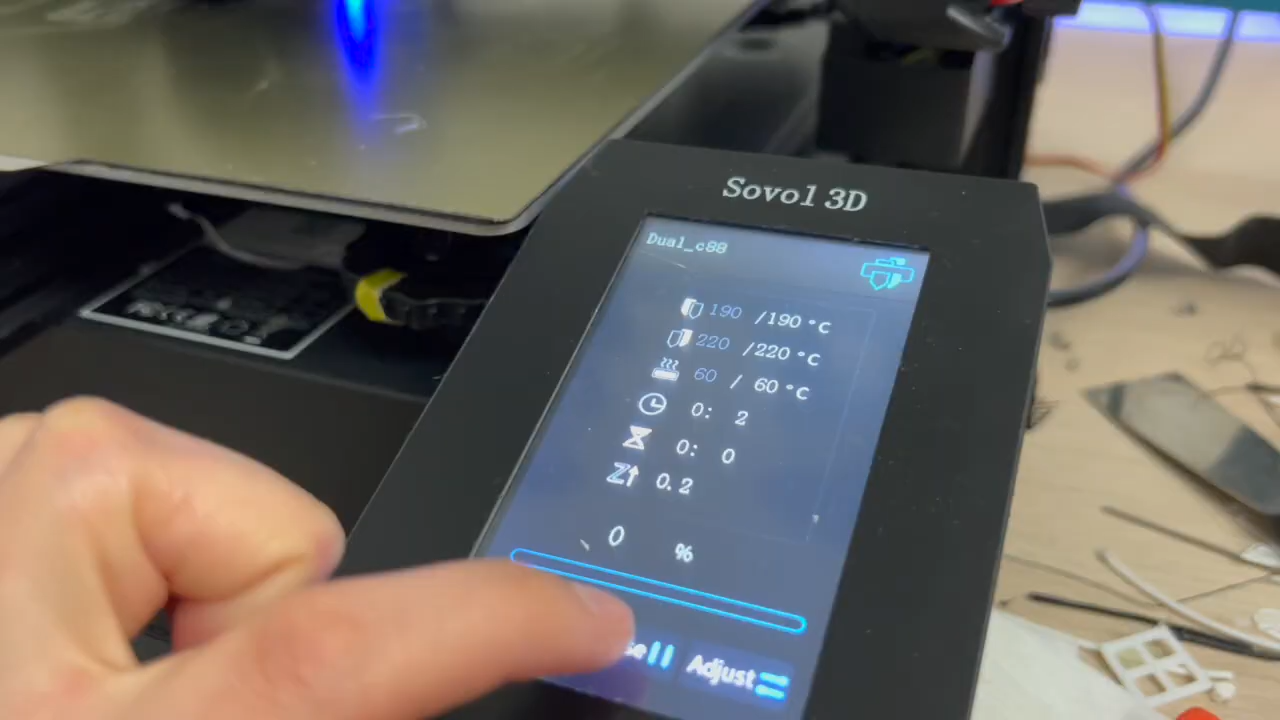 Sovol 3D
Dual_c88
190 /190°C
220 /220°C
60 / 60°C
0: 2
0: 0
Z↑ 0.2
0 %
Adjust